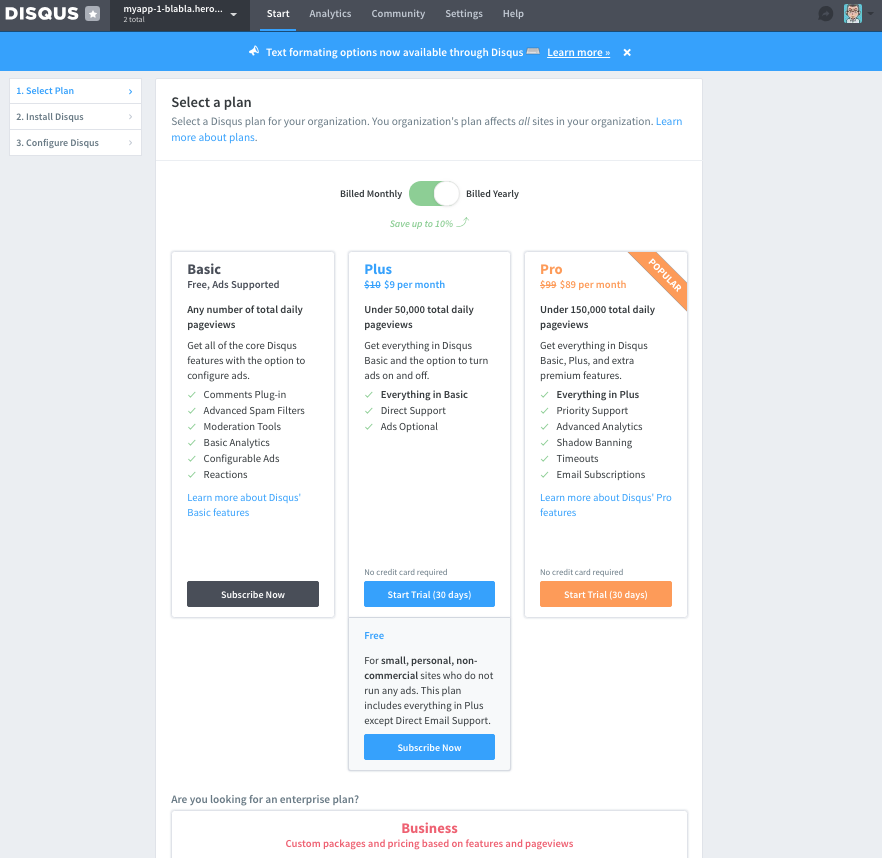 DISQUS
myapp-1-blabla.hero...
2 total
Start
Analytics
Community
Settings
Help
Text formating options now available through Disqus Learn more »
×
1. Select Plan
2. Install Disqus
3. Configure Disqus
Select a plan
Select a Disqus plan for your organization. You organization's plan affects all sites in your organization. Learn
more about plans.
Billed Monthly
Billed Yearly
Save up to 10%
Basic
Free, Ads Supported
Any number of total daily
pageviews
Get all of the core Disqus
features with the option to
configure ads.
Comments Plug-in
Advanced Spam Filters
Moderation Tools
Basic Analytics
Configurable Ads
Reactions
Learn more about Disqus'
Basic features
Subscribe Now
Plus
$10 $9 per month
Under 50,000 total daily
pageviews
Get everything in Disqus
Basic and the option to turn
ads on and off.
Everything in Basic
Direct Support
Ads Optional
No credit card required
Start Trial (30 days)
Free
For small, personal, non-
commercial sites who do not
run any ads. This plan
includes everything in Plus
except Direct Email Support.
Subscribe Now
POPULAR
Pro
$99 $89 per month
Under 150,000 total daily
pageviews
Get everything in Disqus
Basic, Plus, and extra
premium features.
Everything in Plus
Priority Support
Advanced Analytics
Shadow Banning
Timeouts
Email Subscriptions
Learn more about Disqus' Pro
features
No credit card required
Start Trial (30 days)
Are you looking for an enterprise plan?
Business
Custom packages and pricing based on features and pageviews